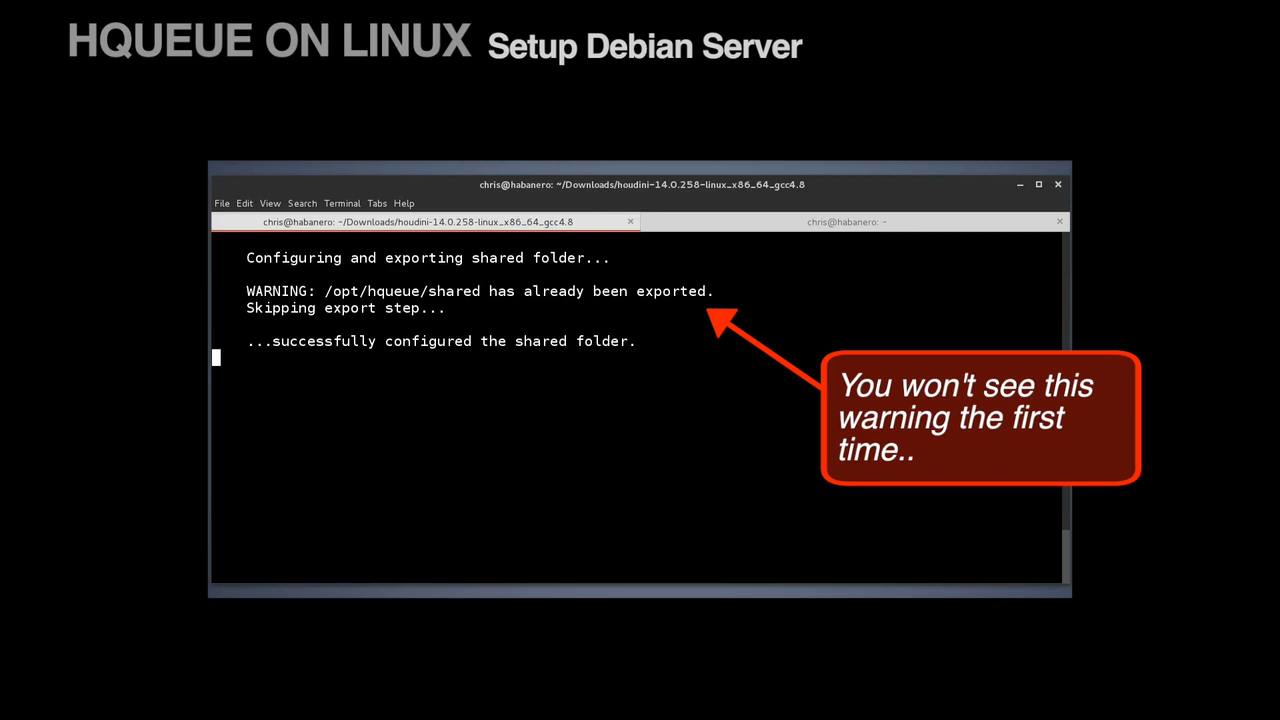 HQUEUE ON LINUX Setup Debian Server
chris@habanero: ~/Downloads/houdini-14.0.258-linux_x86_64_gcc4.8
File Edit View Search Terminal Tabs Help
chris@habanero: ~/Downloads/houdini-14.0.258-linux_x86_64_gcc4.8
chris@habanero: ~
Configuring and exporting shared folder...
WARNING: /opt/hqueue/shared has already been exported.
Skipping export step...
...successfully configured the shared folder.
You won't see this
warning the first
time..